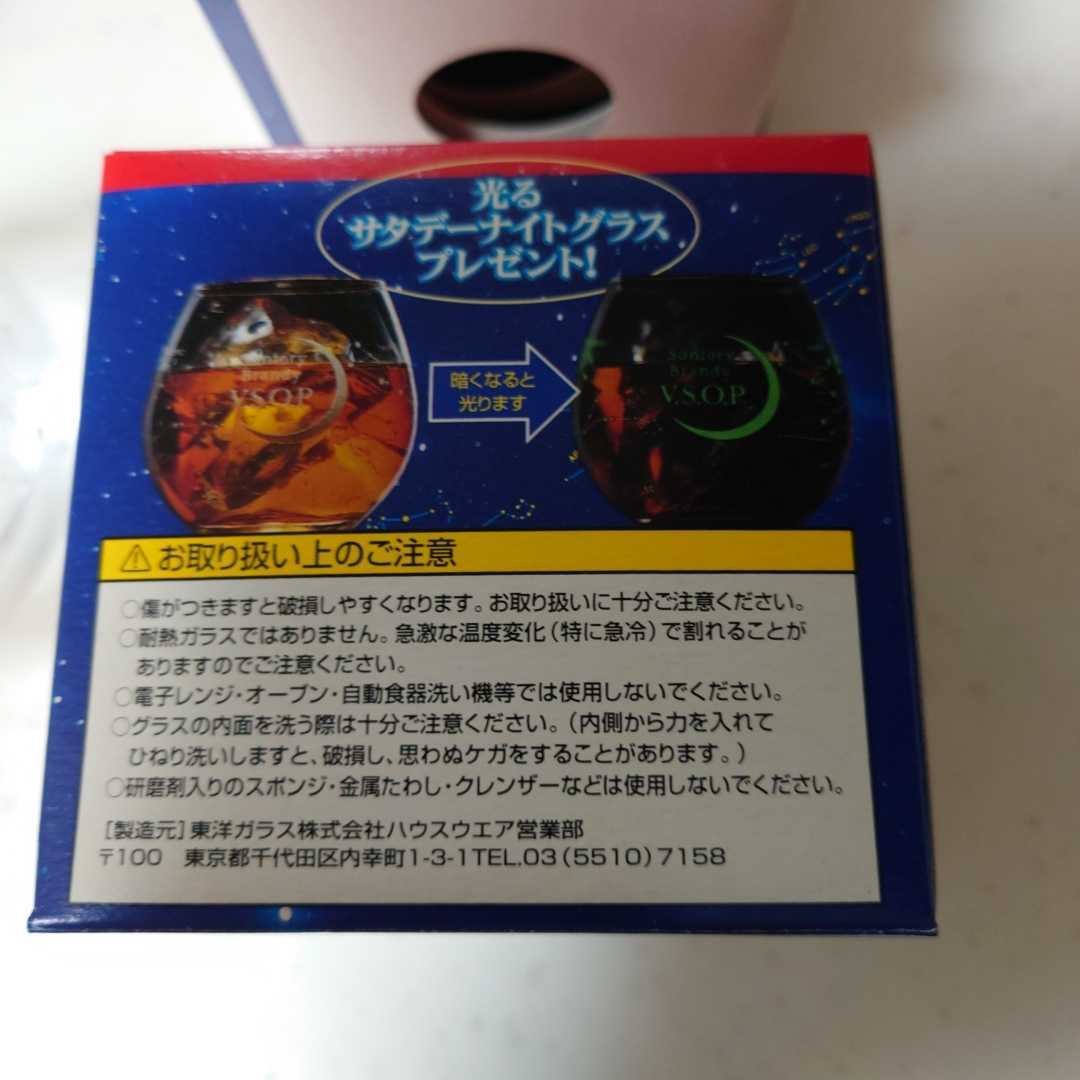 光る
サタデーナイトグラス
プレゼント!
Suntory
Brandy
V.S.O.P
暗くなると
光ります
Suntory
Brandy
V.S.O.P
お取り扱い上のご注意
○傷がつきますと破損しやすくなります。お取り扱いに十分ご注意ください。
○耐熱ガラスではありません。急激な温度変化(特に急冷)で割れることが
ありますのでご注意ください。
○電子レンジ・オーブン・自動食器洗い機等では使用しないでください。
○グラスの内面を洗う際は十分ご注意ください。(内側から力を入れて
ひねり洗いしますと、破損し、思わぬケガをすることがあります。)
○研磨剤入りのスポンジ・金属たわし・クレンザーなどは使用しないでください。
[製造元]東洋ガラス株式会社ハウスウエア営業部
〒100 東京都千代田区内幸町1-3-1TEL.03(5510)7158